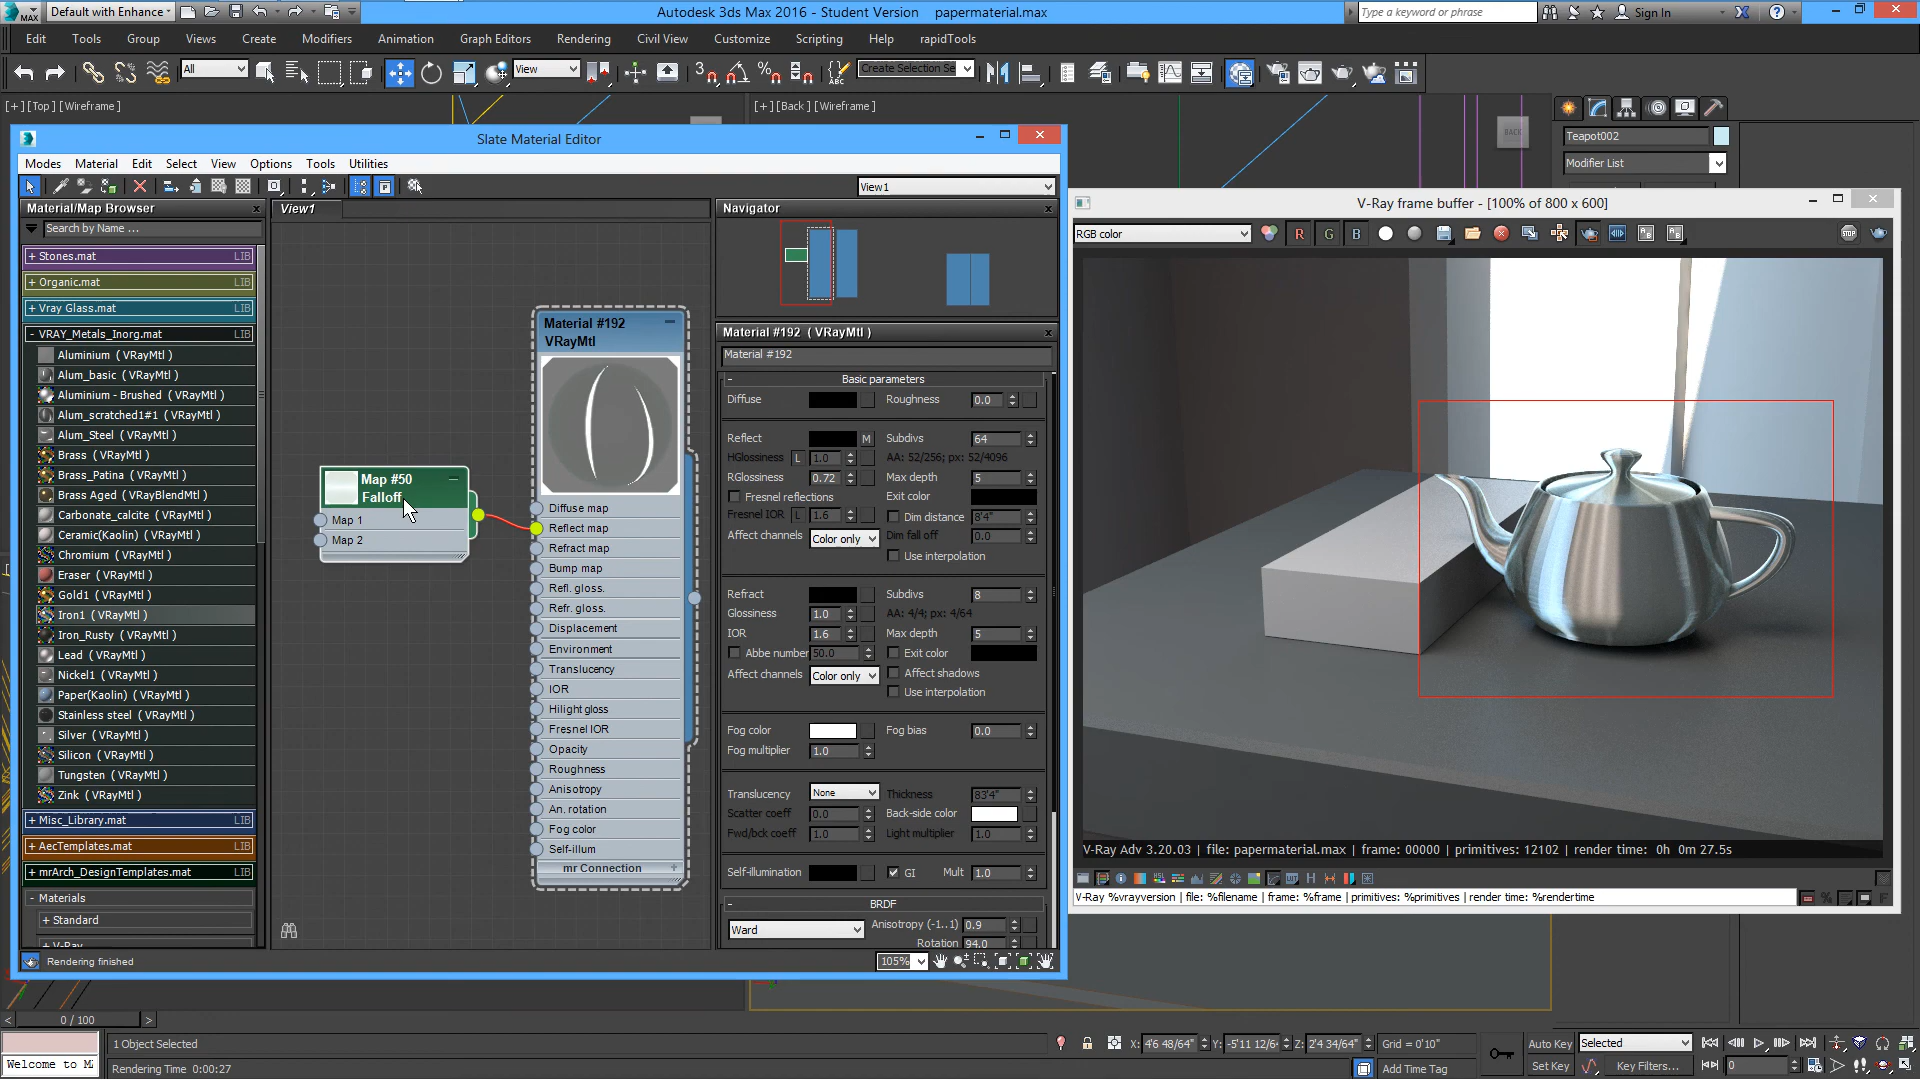 MAX
Default with Enhance
Autodesk 3ds Max 2016 - Student Version    papermaterial.max
Type a keyword or phrase
Sign In
Edit Tools Group Views Create Modifiers Animation Graph Editors Rendering Civil View Customize Scripting Help rapidTools
All
View
Create Selection Se
[+][Top][Wireframe]
[+][Back][Wireframe]
BACK
Teapot002
Modifier List
Slate Material Editor
Modes Material Edit Select View Options Tools Utilities
View1
Material/Map Browser
Search by Name ...
+ Stones.mat LIB
+ Organic.mat LIB
+ Vray Glass.mat LIB
- VRAY_Metals_Inorg.mat LIB
Aluminium ( VRayMtl )
Alum_basic ( VRayMtl )
Aluminium - Brushed ( VRayMtl )
Alum_scratched1#1 ( VRayMtl )
Alum_Steel ( VRayMtl )
Brass ( VRayMtl )
Brass_Patina ( VRayMtl )
Brass Aged ( VRayBlendMtl )
Carbonate_calcite ( VRayMtl )
Ceramic(Kaolin) ( VRayMtl )
Chromium ( VRayMtl )
Eraser ( VRayMtl )
Gold1 ( VRayMtl )
Iron1 ( VRayMtl )
Iron_Rusty ( VRayMtl )
Lead ( VRayMtl )
Nickel1 ( VRayMtl )
Paper(Kaolin) ( VRayMtl )
Stainless steel ( VRayMtl )
Silver ( VRayMtl )
Silicon ( VRayMtl )
Tungsten ( VRayMtl )
Zink ( VRayMtl )
+ Misc_Library.mat LIB
+ AecTemplates.mat LIB
+ mrArch_DesignTemplates.mat LIB
- Materials
+ Standard
+ V-Ray
Rendering finished
View1
Map #50
Falloff
Map 1
Map 2
Material #192
VRayMtl
Diffuse map
Reflect map
Refract map
Bump map
Refl. gloss.
Refr. gloss.
Displacement
Environment
Translucency
IOR
Hilight gloss
Fresnel IOR
Opacity
Roughness
Anisotropy
An. rotation
Fog color
Self-illum
mr Connection +
Navigator
Material #192 ( VRayMtl )
Material #192
- Basic parameters
Diffuse Roughness 0.0
Reflect M Subdivs 64
HGlossiness L 1.0 AA: 52/256; px: 52/4096
RGlossiness 0.72 Max depth 5
Fresnel reflections Exit color
Fresnel IOR L 1.6 Dim distance 8'4"
Affect channels Color only Dim fall off 0.0
Use interpolation
Refract Subdivs 8
Glossiness 1.0 AA: 4/4; px: 4/64
IOR 1.6 Max depth 5
Abbe number 50.0 Exit color
Affect channels Color only Affect shadows
Use interpolation
Fog color Fog bias 0.0
Fog multiplier 1.0
Translucency None Thickness 83'4"
Scatter coeff 0.0 Back-side color
Fwd/bck coeff 1.0 Light multiplier 1.0
Self-illumination GI Mult 1.0
- BRDF
Ward Anisotropy (-1..1) 0.9
Rotation 94.0
105%
V-Ray frame buffer - [100% of 800 x 600]
RGB color R G B STOP
V-Ray Adv 3.20.03 | file: papermaterial.max | frame: 00000 | primitives: 12102 | render time:  0h  0m 27.5s
V-Ray %vrayversion | file: %filename | frame: %frame | primitives: %primitives | render time: %rendertime
< 0 / 100 >
Welcome to M
1 Object Selected
Rendering Time 0:00:27
X: 4'6 48/64" Y: -5'11 12/6 Z: 2'4 34/64" Grid = 0'10"
Add Time Tag
Auto Key Selected
Set Key Key Filters...
0